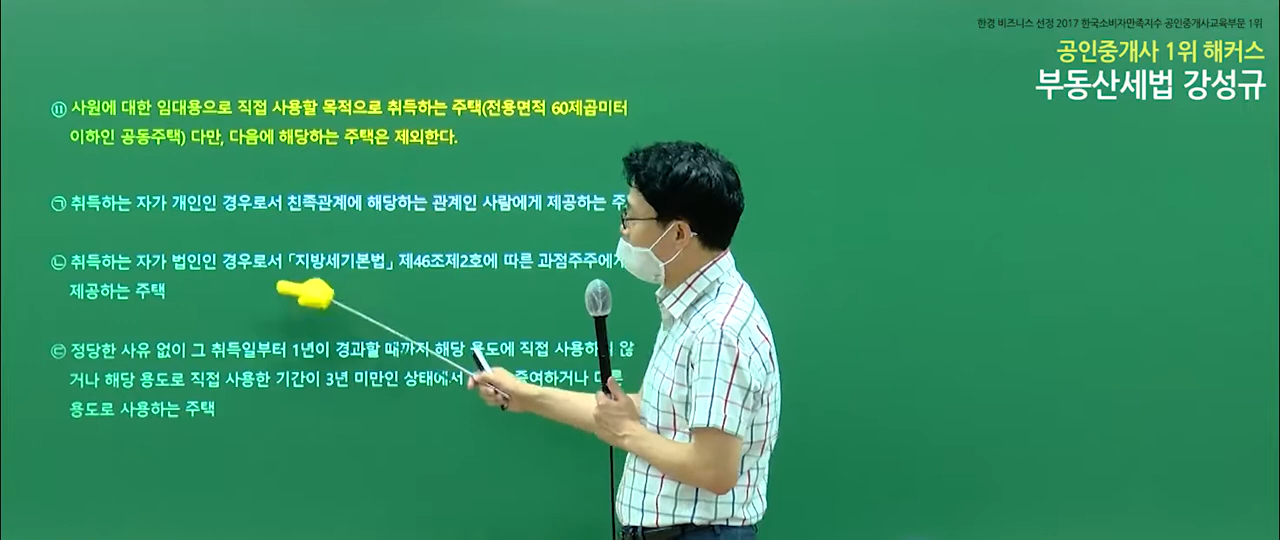 한경 비즈니스 선정 2017 한국소비자만족지수 공인중개사교육부문 1위
공인중개사 1위 해커스
부동산세법 강성규
⑪ 사원에 대한 임대용으로 직접 사용할 목적으로 취득하는 주택(전용면적 60제곱미터
이하인 공동주택) 다만, 다음에 해당하는 주택은 제외한다.
㉠ 취득하는 자가 개인인 경우로서 친족관계에 해당하는 관계인 사람에게 제공하는
㉡ 취득하는 자가 법인인 경우로서 「지방세기본법」 제46조제2호에 따른 과점주주에게
제공하는 주택
㉢ 정당한 사유 없이 그 취득일부터 1년이 경과할 때까지 해당 용도에 직접 사용하지 않
거나 해당 용도로 직접 사용한 기간이 3년 미만인 상태에서 증여하거나 다른
용도로 사용하는 주택